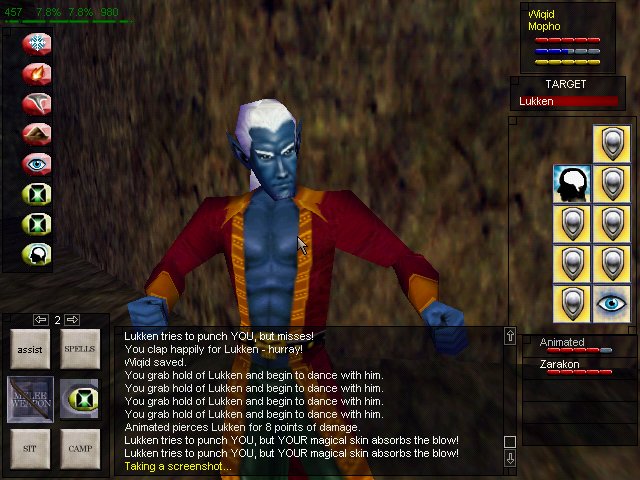 457 7.8% 7.8% 980
Wiqid
Mopho
TARGET
Lukken
2
assist
SPELLS
MELEE
WEAPON
SIT
CAMP
Lukken tries to punch YOU, but misses!
You clap happily for Lukken - hurray!
Wiqid saved.
You grab hold of Lukken and begin to dance with him.
You grab hold of Lukken and begin to dance with him.
You grab hold of Lukken and begin to dance with him.
You grab hold of Lukken and begin to dance with him.
Animated pierces Lukken for 8 points of damage.
Lukken tries to punch YOU, but YOUR magical skin absorbs the blow!
Lukken tries to punch YOU, but YOUR magical skin absorbs the blow!
Taking a screenshot...
Animated
Zarakon